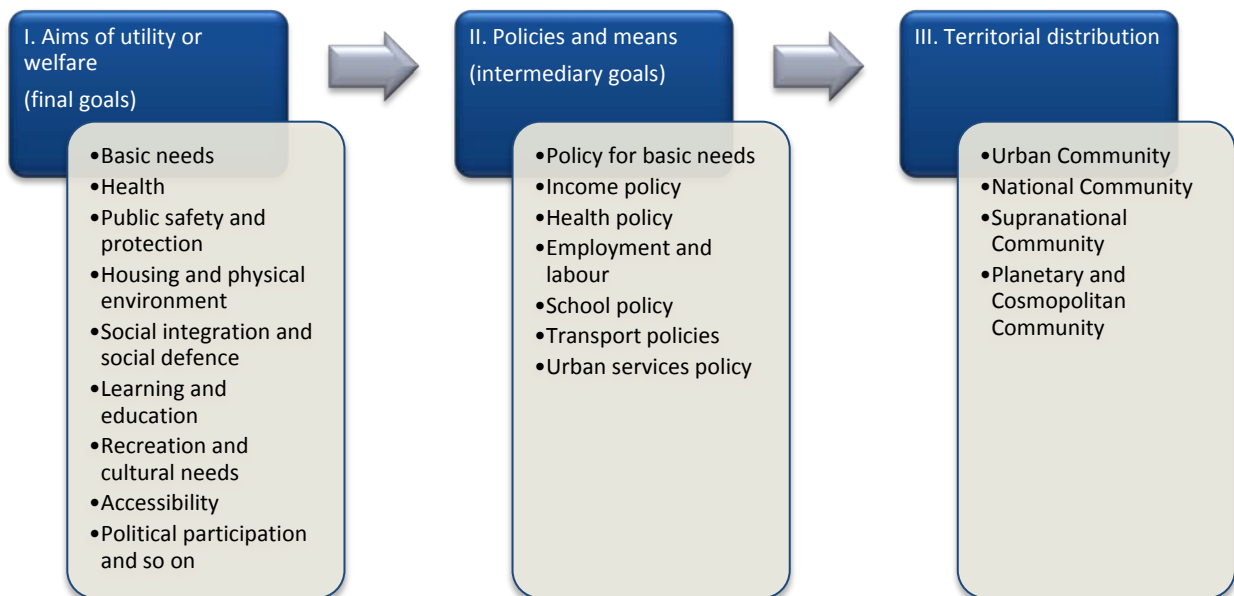 I. Aims of utility or
welfare
(final goals)
•Basic needs
•Health
•Public safety and
protection
•Housing and physical
environment
•Social integration and
social defence
•Learning and
education
•Recreation and
cultural needs
•Accessibility
•Political participation
and so on
II. Policies and means
(intermediary goals)
•Policy for basic needs
•Income policy
•Health policy
•Employment and
labour
•School policy
•Transport policies
•Urban services policy
III. Territorial distribution
•Urban Community
•National Community
•Supranational
Community
•Planetary and
Cosmopolitan
Community